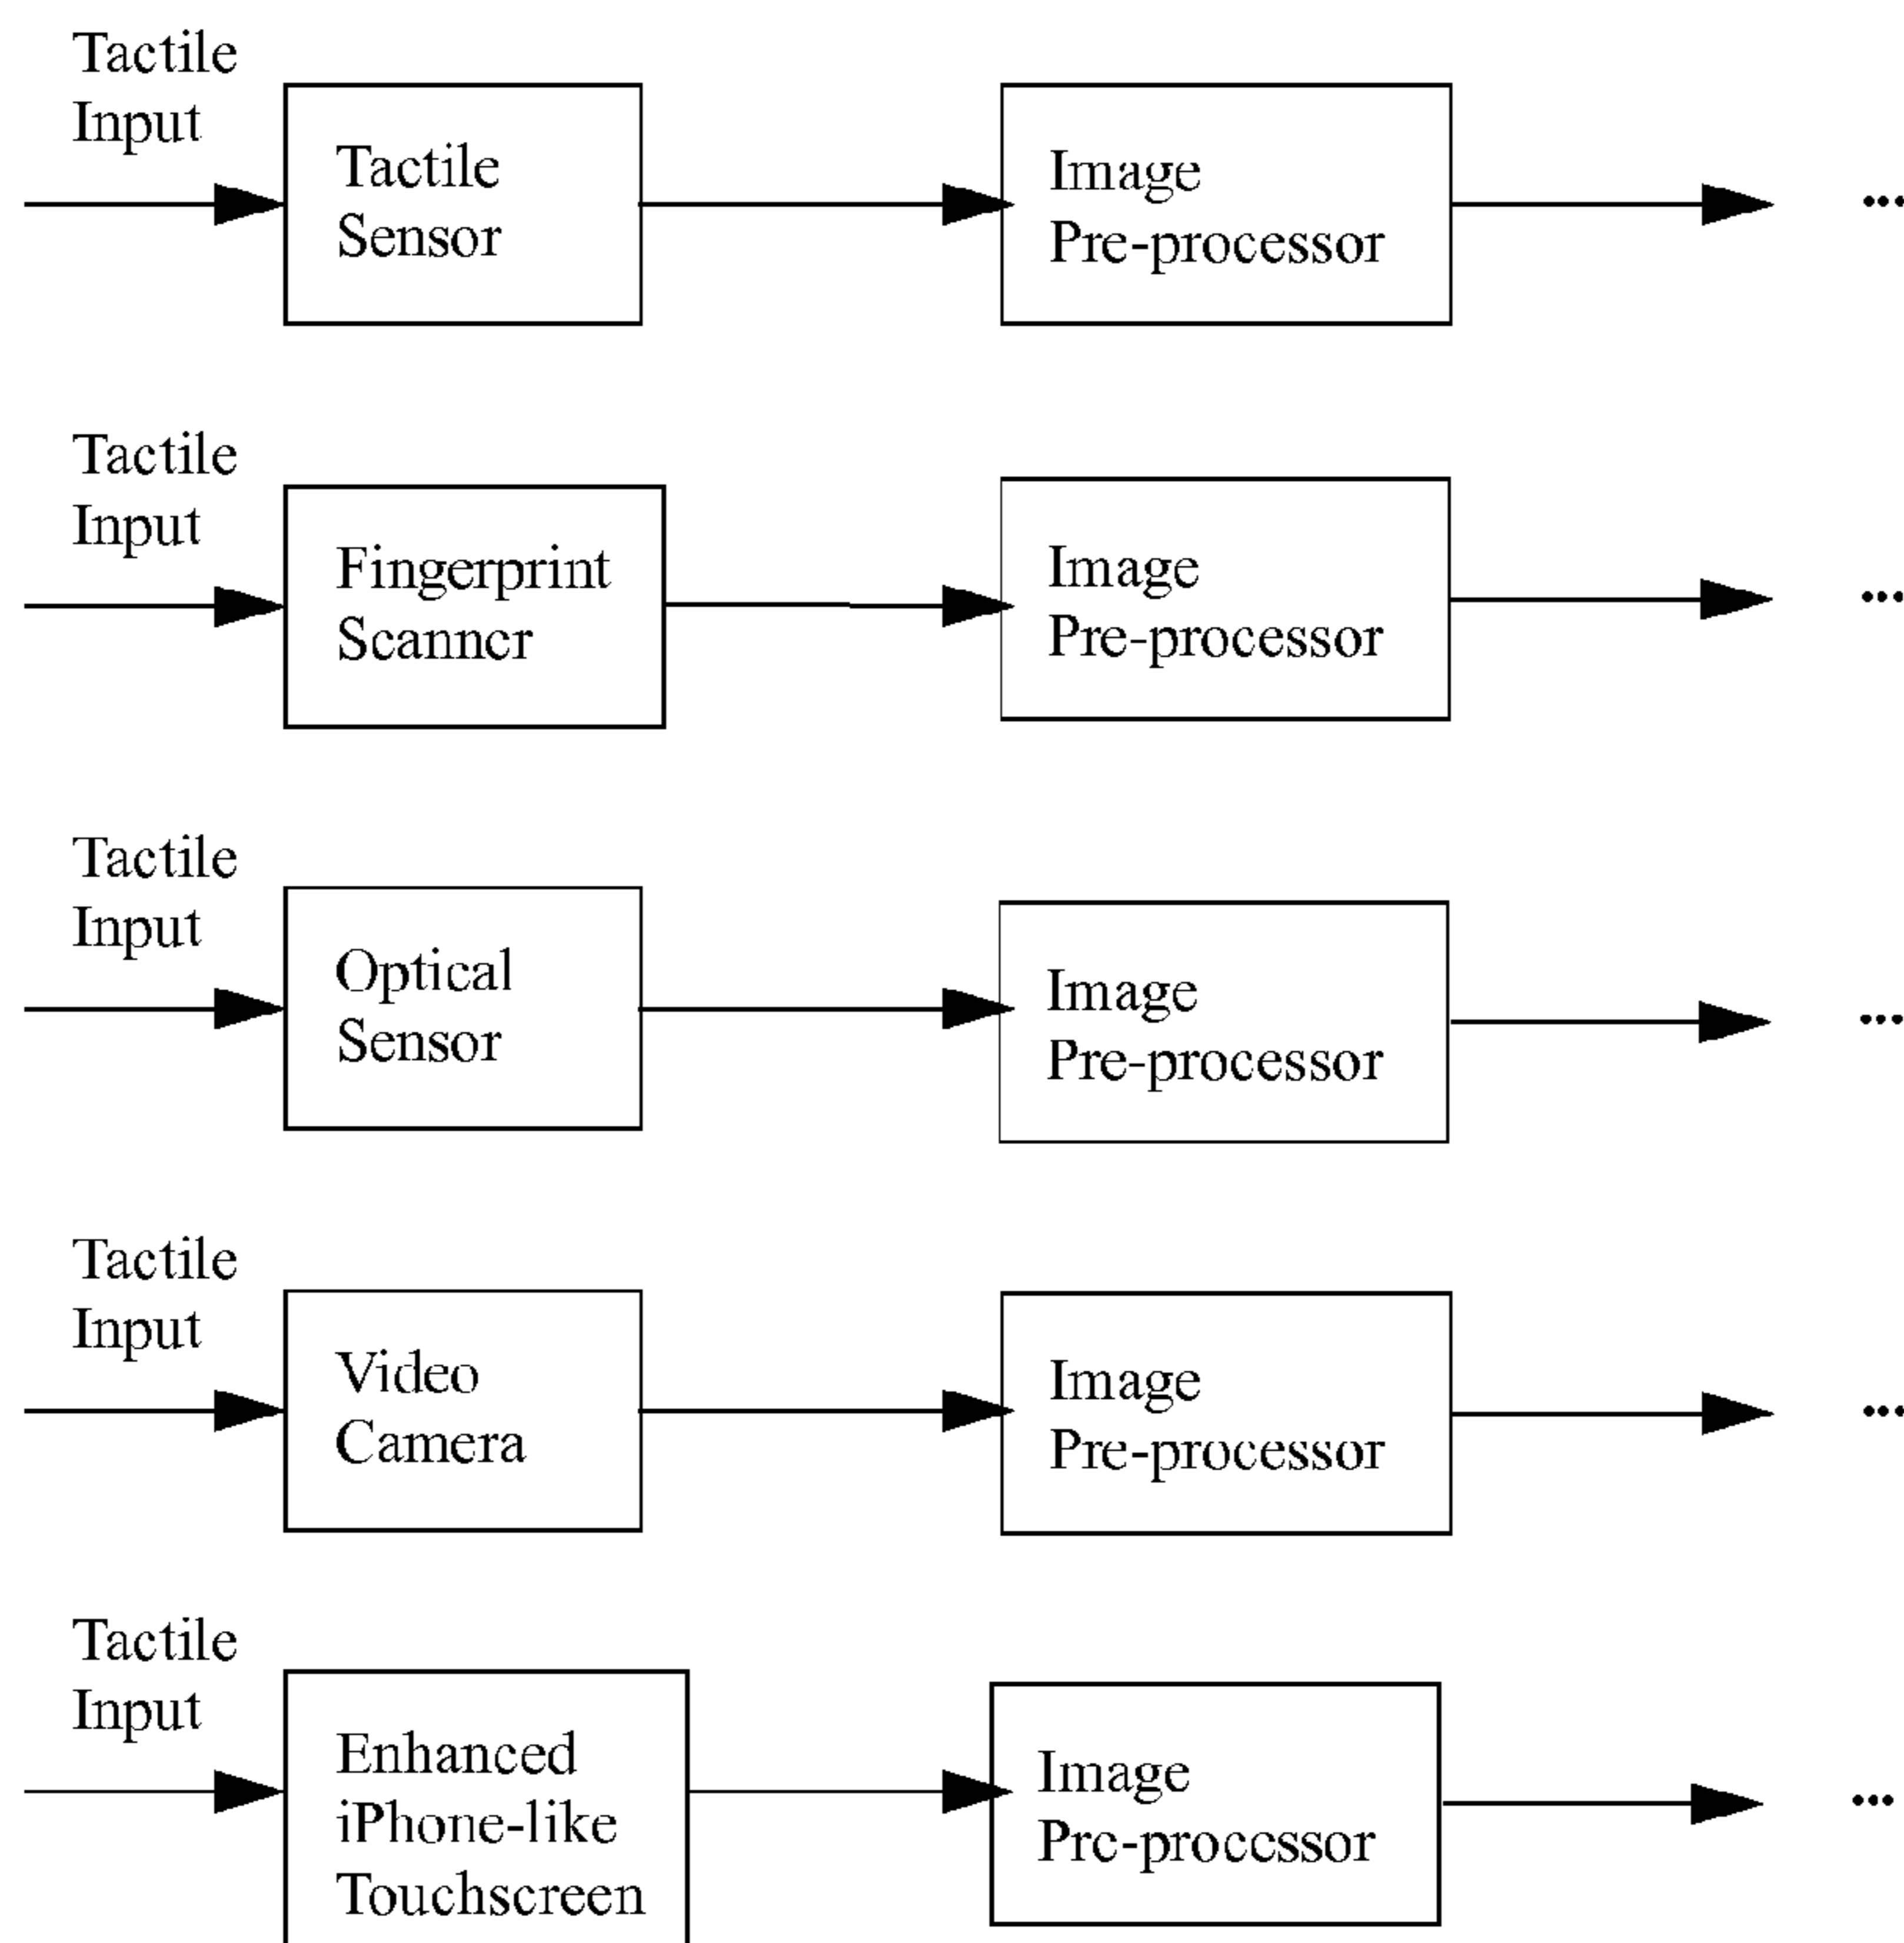 Tactile
Input
Tactile
Sensor
Image
Pre-processor
...
Tactile
Input
Fingerprint
Scanner
Image
Pre-processor
...
Tactile
Input
Optical
Sensor
Image
Pre-processor
...
Tactile
Input
Video
Camera
Image
Pre-processor
...
Tactile
Input
Enhanced
iPhone-like
Touchscreen
Image
Pre-processor
...